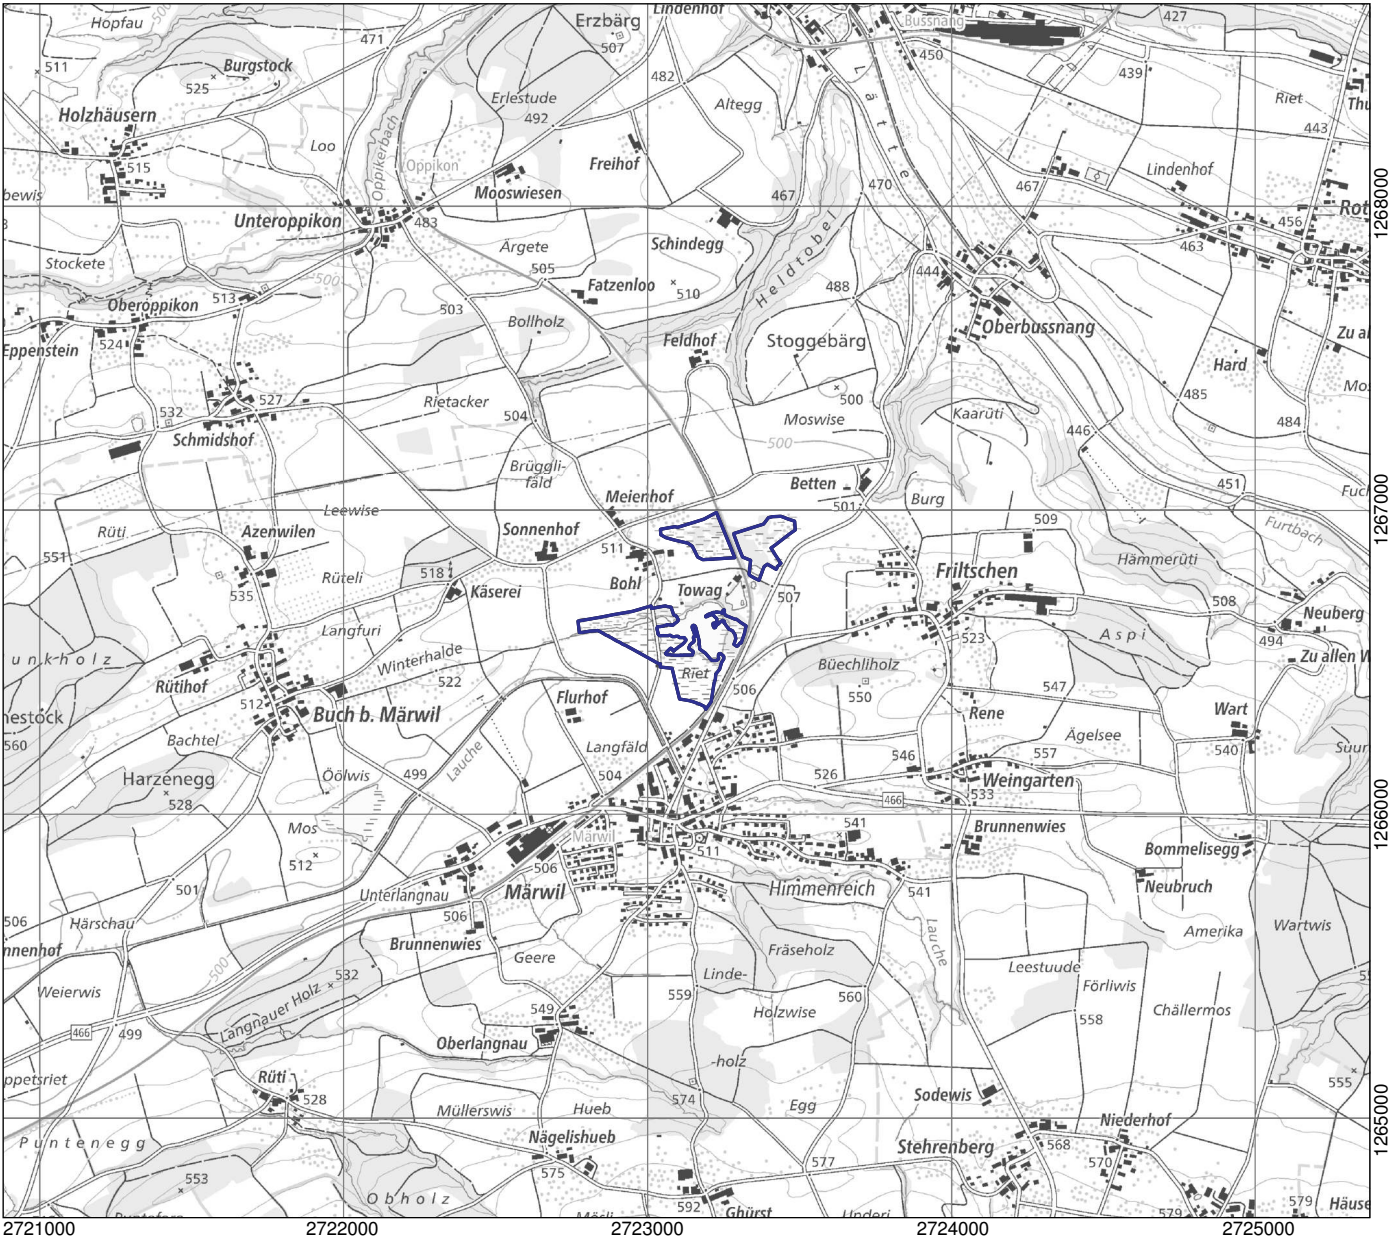 Hopfau
471
Erzbärg
507
Lindenhof
Bussnang
427
450
511
Burgstock
525
482
439
Erlestude
492
Altegg
Lätte
Riet
Holzhäusern
443
Loo
Oppikerbach
Oppikon
Freihof
515
Mooswiesen
467
470
467
Lindenhof
1268000
Unteroppikon
483
456
463
Argete
Schindegg
Heldtobel
Stockete
500
505
444
Fatzenloo
510
488
Oberoppikon
513
503
Bollholz
Oberbussnang
524
Eppenstein
Feldhof
Stoggebärg
Hard
527
Rietacker
500
485
532
504
Moswise
Kaarüti
446
484
Schmidshof
500
Brüggli-
fäld
Meienhof
Betten
Burg
451
1267000
Leewise
501
509
Furtbach
Rüti
Azenwilen
Sonnenhof
551
511
Hämmerüti
518
Rüteli
Bohl
Friltschen
535
Käserei
Towag
507
508
Neuberg
Langfuri
523
Aspi
494
Winterhalde
Rütihof
522
Riet
Büechliholz
550
547
512
Flurhof
506
Buch b. Märwil
Rene
Wart
560
Bachtel
Langfäld
546
Ägelsee
557
540
Lauche
Harzenegg
Öölwis
499
504
526
Weingarten
528
466
533
1266000
Mos
Märwil
541
Brunnenwies
512
511
Bommelisegg
506
501
Unterlangnau
Märwil
Himmenreich
541
Neubruch
506
Härschau
506
Lauche
Amerika
Wartwis
Brunnenwies
Fräseholz
Geere
500
532
Linde-
Leestuude
Weierwis
Förliwis
549
559
560
Langnauer Holz
Holzwise
Chällermos
466
499
558
Oberlangnau
-holz
Rüti
555
528
574
Sodewis
Müllerswis
Hueb
Egg
1265000
Puntenegg
Nägelishueb
Niederhof
Stehrenberg
568
575
577
570
553
Obholz
592
Ghürst
579
579
2721000
2722000
2723000
2724000
2725000